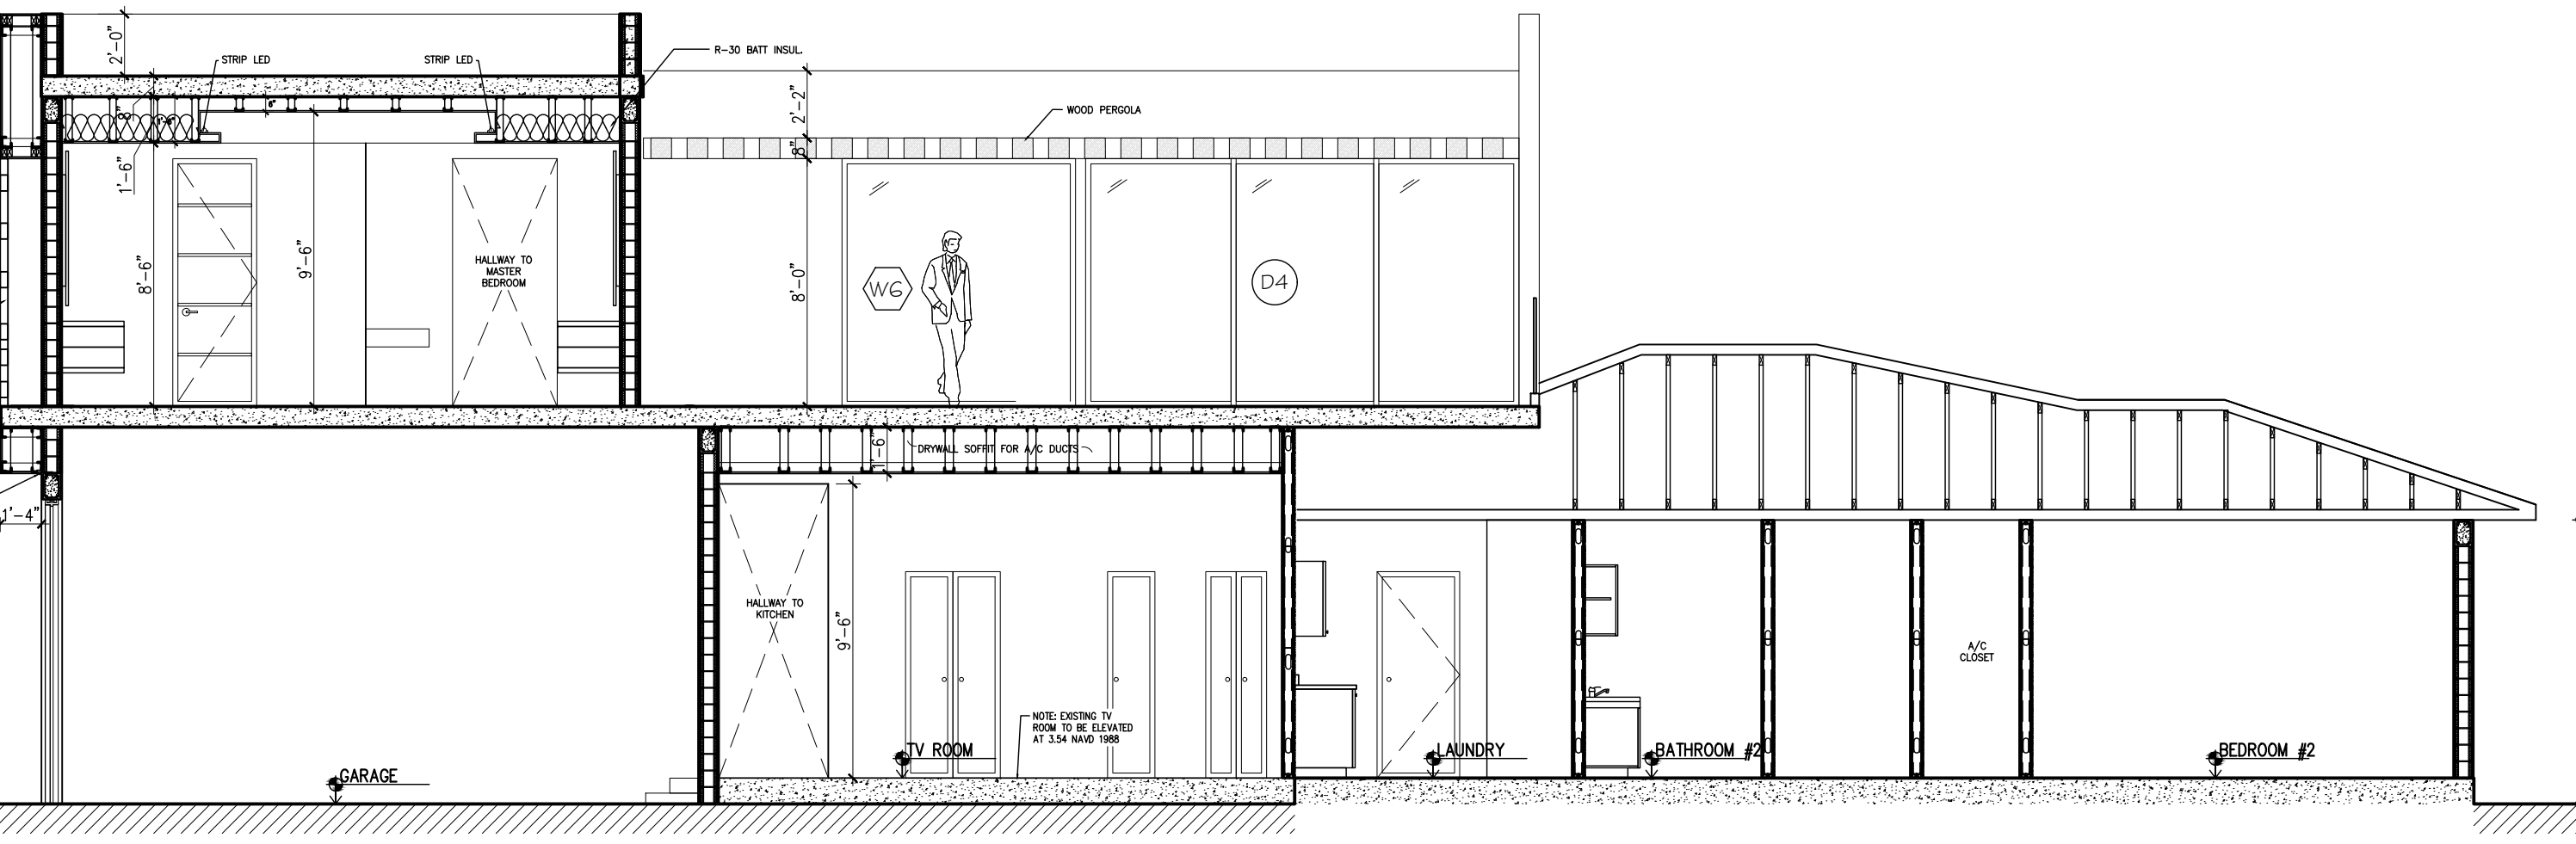 2'-0"
STRIP LED
STRIP LED
R-30 BATT INSUL.
6"
8"
1'-6"
2'-2"
WOOD PERGOLA
8"
1'-6"
8'-6"
9'-6"
HALLWAY TO
MASTER
BEDROOM
8'-0"
W6
D4
1'-6"
DRYWALL SOFFIT FOR A/C DUCTS
1'-4"
HALLWAY TO
KITCHEN
9'-6"
A/C
CLOSET
NOTE: EXISTING TV
ROOM TO BE ELEVATED
AT 3.54 NAVD 1988
GARAGE
TV ROOM
LAUNDRY
BATHROOM #2
BEDROOM #2